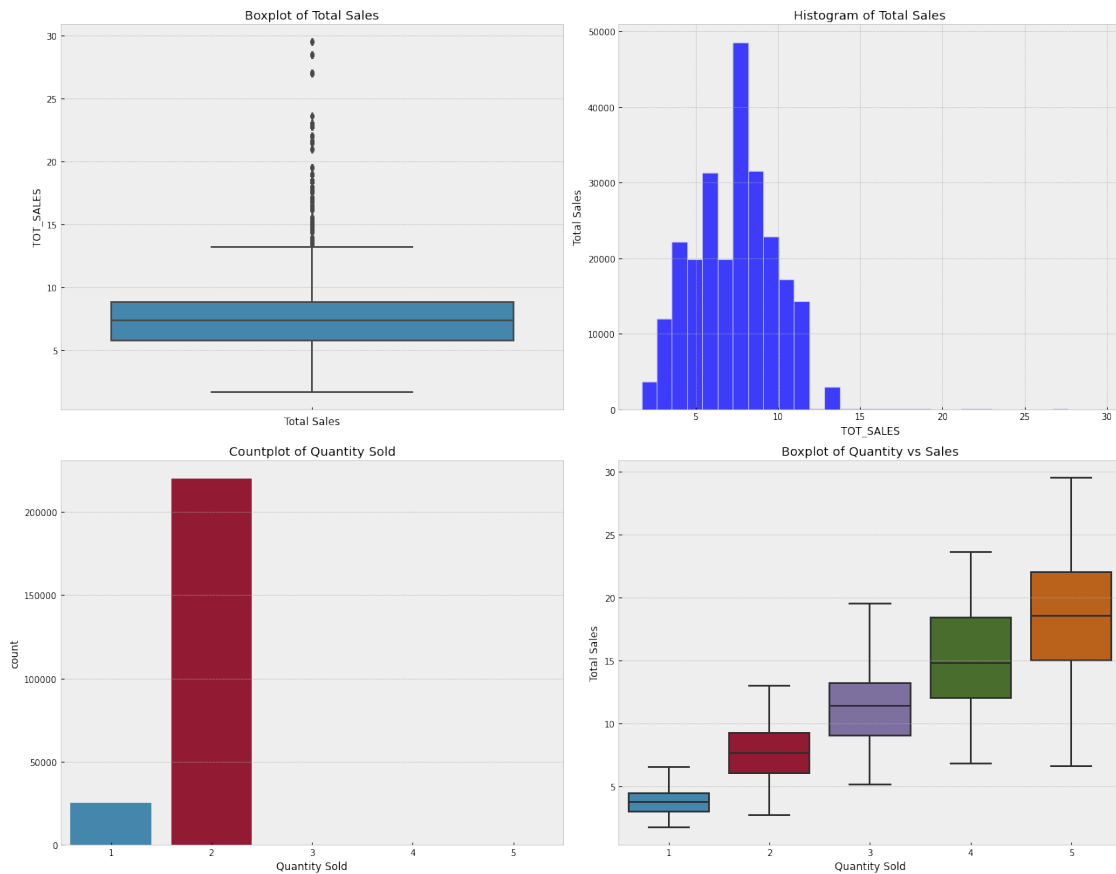 Boxplot of Total Sales
30
25
20
15
10
5
TOT_SALES
Total Sales
Histogram of Total Sales
50000
40000
30000
20000
10000
0
Total Sales
5 10 15 20 25 30
TOT_SALES
Countplot of Quantity Sold
200000
150000
100000
50000
0
count
1 2 3 4 5
Quantity Sold
Boxplot of Quantity vs Sales
30
25
20
15
10
5
Total Sales
1 2 3 4 5
Quantity Sold